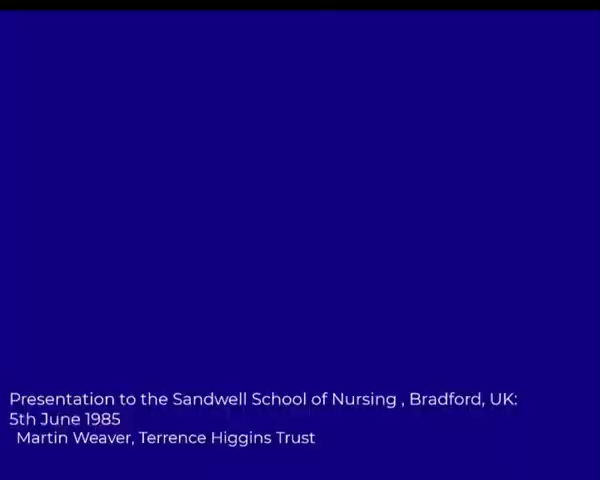 Presentation to the Sandwell School of Nursing , Bradford, UK:
5th June 1985
Martin Weaver, Terrence Higgins Trust